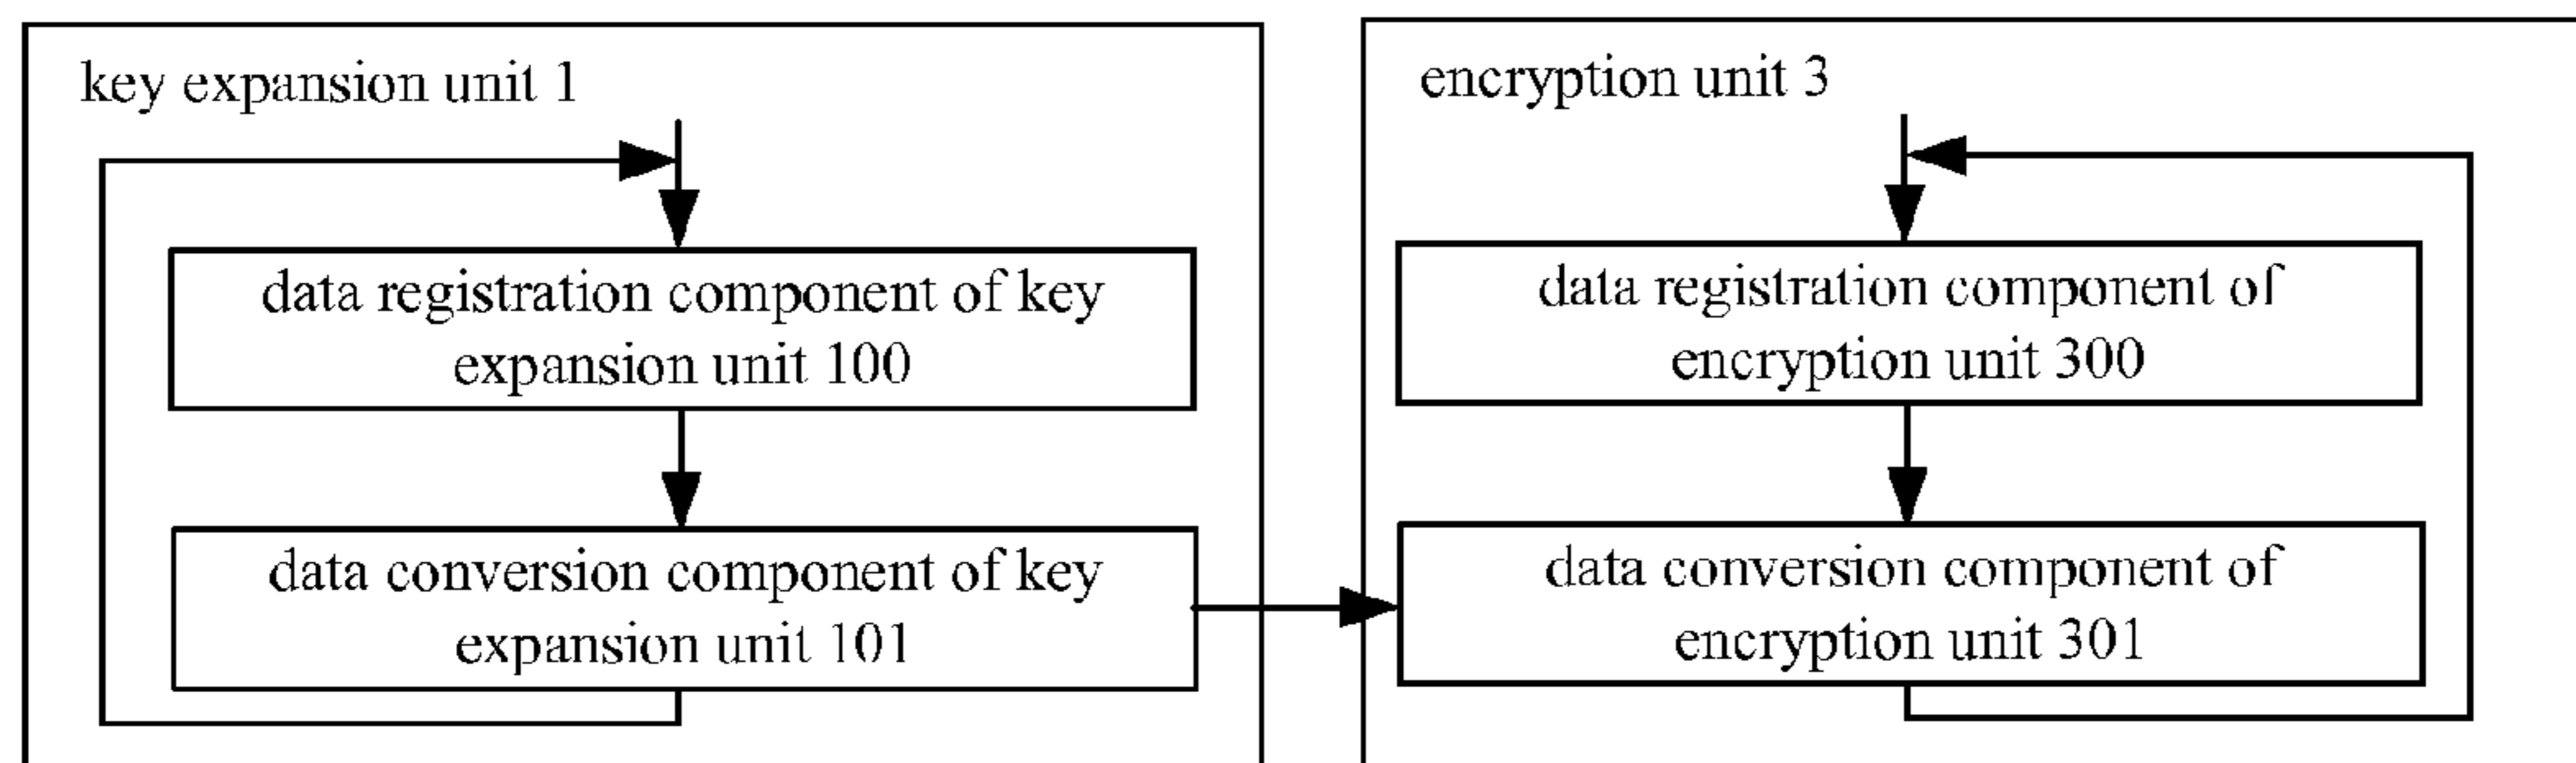 key expansion unit 1
data registration component of key
expansion unit 100
data conversion component of key
expansion unit 101
encryption unit 3
data registration component of
encryption unit 300
data conversion component of
encryption unit 301